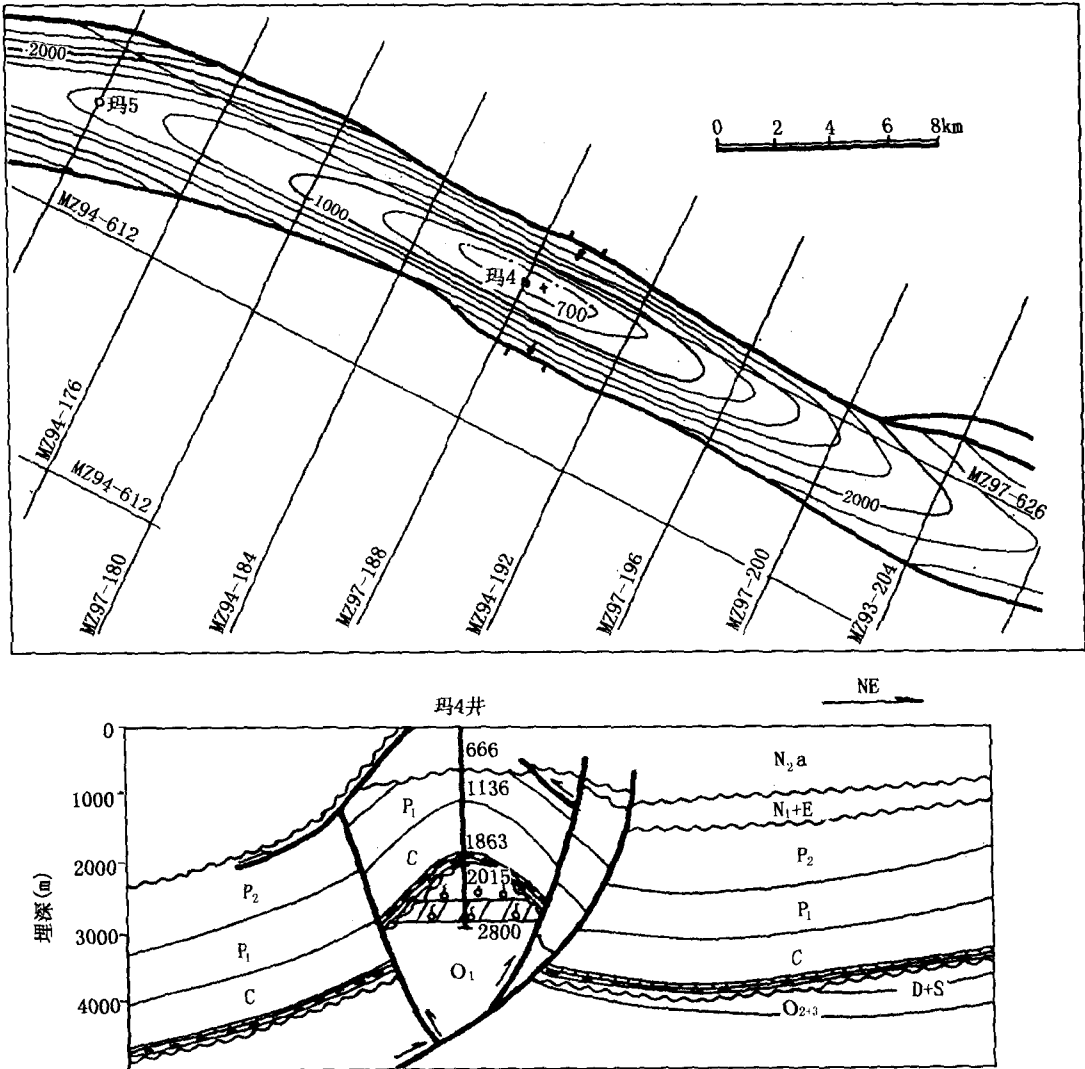 2000
玛5
0 2 4 6 8km
MZ94-612
1000
玛4
700
MZ94-176
MZ94-612
MZ97-180
MZ94-184
MZ97-188
MZ94-192
MZ97-196
MZ97-200
MZ93-204
2000
MZ97-626
玛4井
NE
0
1000
2000
3000
4000
埋深(m)
666
1136
1863
2015
2800
N₂a
N₁+E
P₁
P₂
C
P₂
P₁
P₁
C
C
O₁
D+S
O₂₊₃